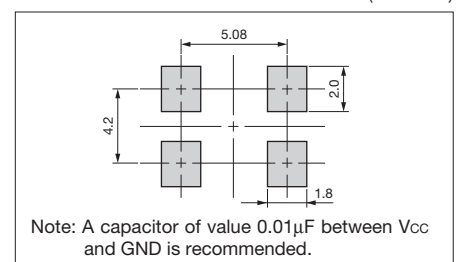 5.08
4.2
2.0
1.8
Note: A capacitor of value 0.01μF between Vcc
and GND is recommended.